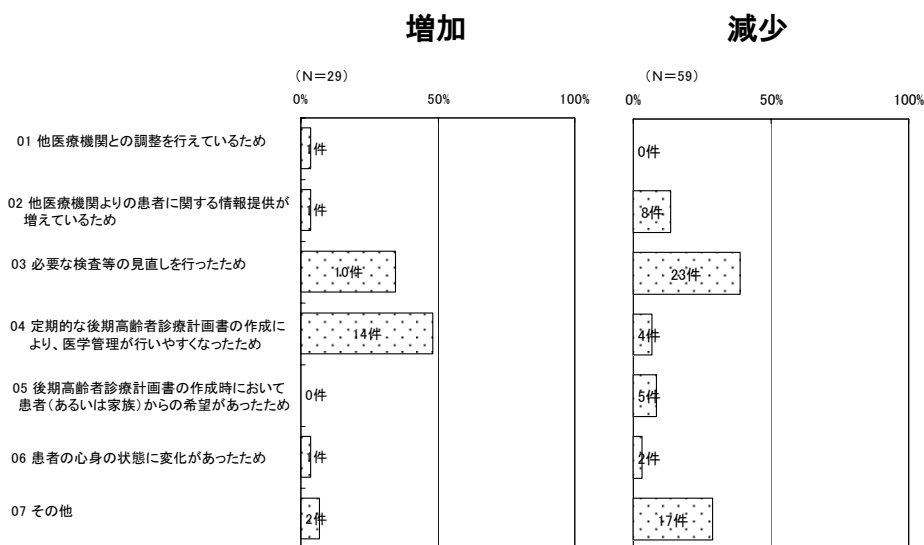 増加
減少
（N＝29）
（N＝59）
0%
50%
100%
0%
50%
100%
01 他医療機関との調整を行えているため
1件
0件
02 他医療機関よりの患者に関する情報提供が
増えているため
1件
8件
03 必要な検査等の見直しを行ったため
10件
23件
04 定期的な後期高齢者診療計画書の作成に
より、医学管理が行いやすくなったため
14件
4件
05 後期高齢者診療計画書の作成時において
患者（あるいは家族）からの希望があったため
0件
5件
06 患者の心身の状態に変化があったため
1件
2件
07 その他
2件
17件